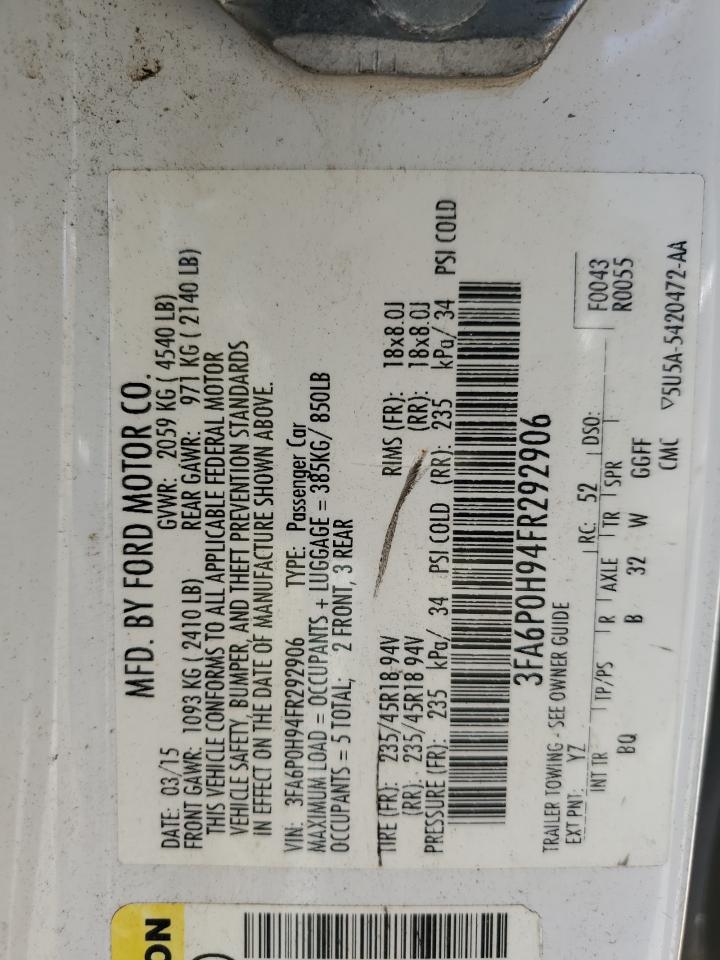 MFD. BY FORD MOTOR CO.
DATE: 03/15 GVWR: 2059 KG ( 4540 LB)
FRONT GAWR: 1093 KG ( 2410 LB) REAR GAWR: 971 KG ( 2140 LB)
THIS VEHICLE CONFORMS TO ALL APPLICABLE FEDERAL MOTOR
VEHICLE SAFETY, BUMPER, AND THEFT PREVENTION STANDARDS
IN EFFECT ON THE DATE OF MANUFACTURE SHOWN ABOVE.
VIN: 3FA6P0H94FR292906 TYPE: Passenger Car
MAXIMUM LOAD = OCCUPANTS + LUGGAGE = 385KG/ 850LB
OCCUPANTS = 5 TOTAL; 2 FRONT, 3 REAR
TIRE (FR): 235/45R18 94V RIMS (FR): 18x8.0J
(RR): 235/45R18 94V (RR): 18x8.0J
PRESSURE (FR): 235 kPa/ 34 PSI COLD (RR): 235 kPa/ 34 PSI COLD
3FA6P0H94FR292906
TRAILER TOWING - SEE OWNER GUIDE
EXT PNT: YZ RC: 52 DSO: F0043
INT TR TP/PS R AXLE TR SPR R0055
BQ B 32 W GGFF
CMC ▽5U5A-5420472-AA
ON